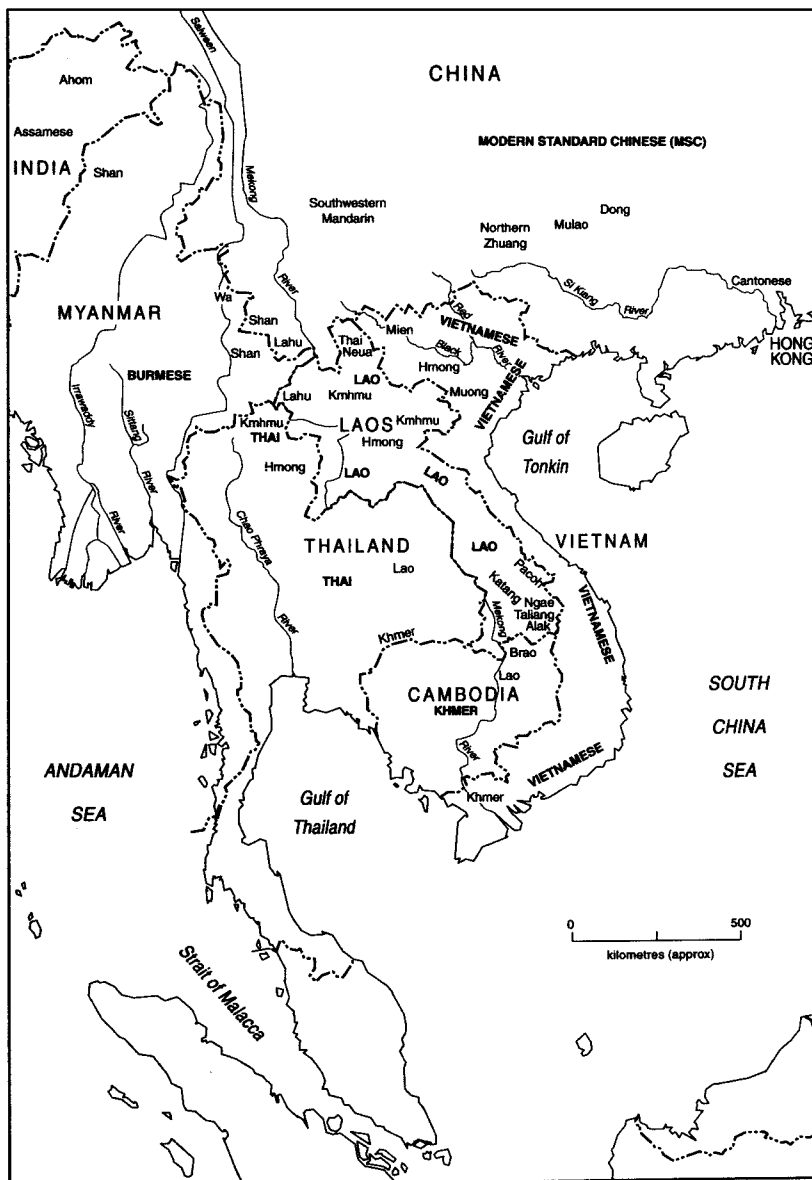 Salween
CHINA
Ahom
Assamese
INDIA
Shan
MODERN STANDARD CHINESE (MSC)
Mekong
River
Southwestern
Mandarin
Northern
Zhuang
Mulao
Dong
Si Kiang
River
Cantonese
HONG
KONG
MYANMAR
Wa
Shan
Lahu
Shan
BURMESE
Irrawaddy
River
Sittang
River
Mien
Red
River
Black
VIETNAMESE
Thai
Neua
Hmong
LAO
Kmhmu
Muong
VIETNAMESE
Lahu
LAOS
Kmhmu
Hmong
Kmhmu
THAI
Hmong
LAO
LAO
Gulf of
Tonkin
Chao Phraya
River
THAILAND
THAI
Lao
LAO
VIETNAM
Pacoh
Katang
Ngae
Taliang
Alak
Mekong
River
VIETNAMESE
Khmer
Brao
Lao
CAMBODIA
KHMER
VIETNAMESE
Khmer
SOUTH
CHINA
SEA
ANDAMAN
SEA
Gulf of
Thailand
0
500
kilometres (approx)
Strait of Malacca